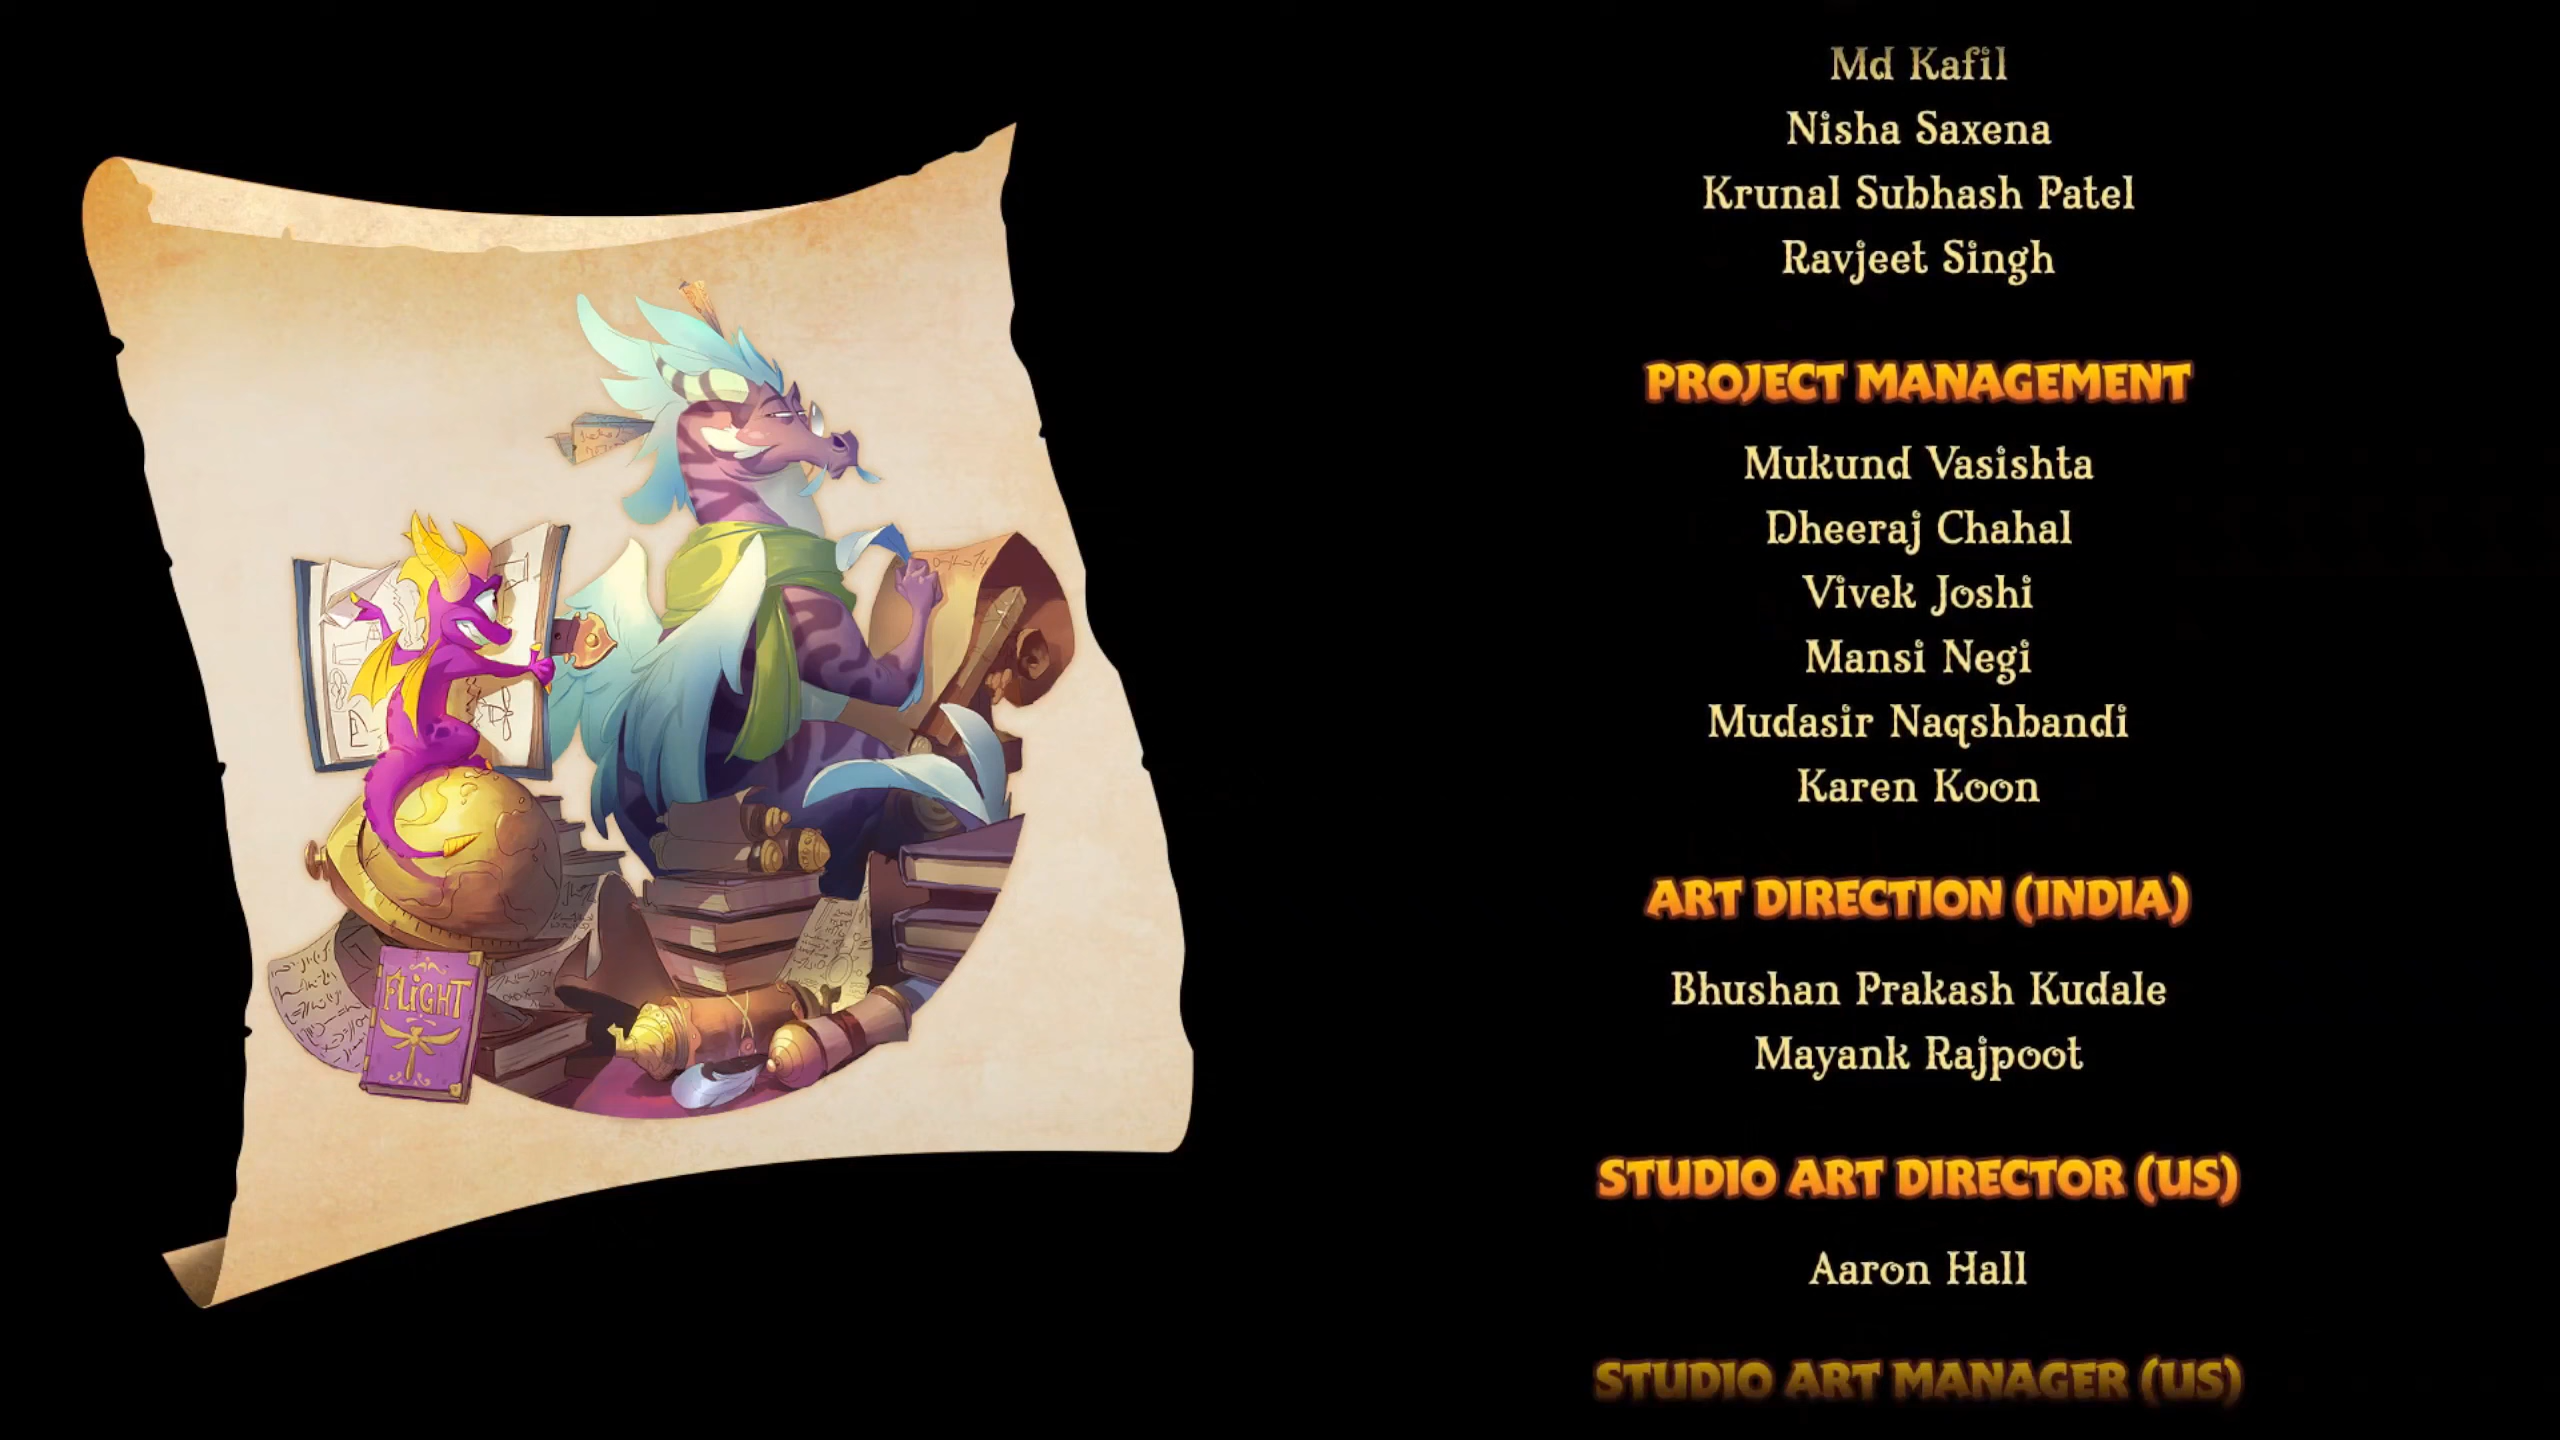 Md Kafil
Nisha Saxena
Krunal Subhash Patel
Ravjeet Singh
PROJECT MANAGEMENT
Mukund Vasishta
Dheeraj Chahal
Vivek Joshi
Mansi Negi
Mudasir Naqshbandi
Karen Koon
ART DIRECTION (INDIA)
Bhushan Prakash Kudale
Mayank Rajpoot
STUDIO ART DIRECTOR (US)
Aaron Hall
STUDIO ART MANAGER (US)
FLIGHT